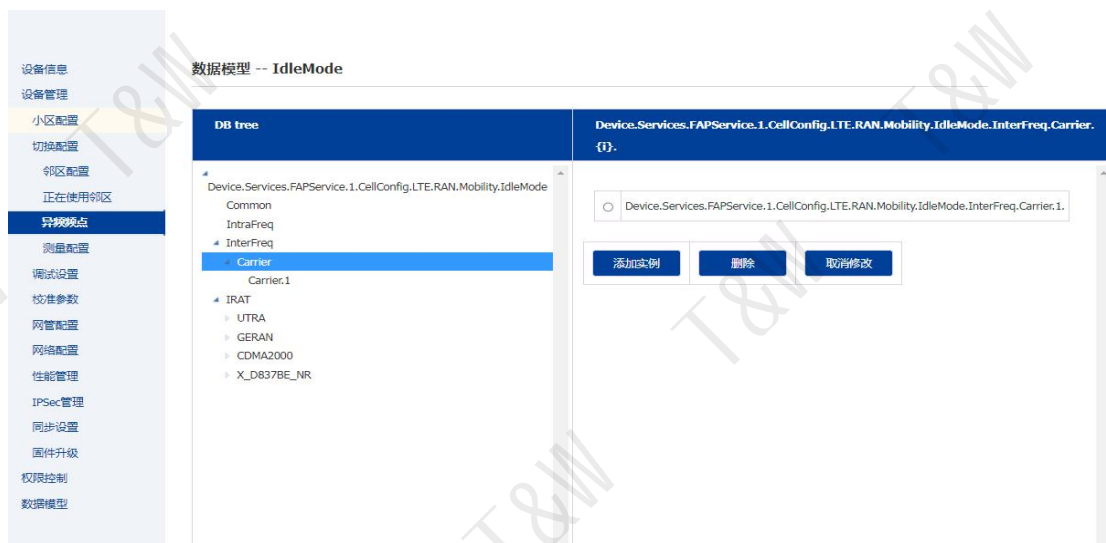 设备信息
设备管理
小区配置
切换配置
邻区配置
正在使用邻区
异频频点
测量配置
调试设置
校准参数
网管配置
网络配置
性能管理
IPSec管理
同步设置
固件升级
权限控制
数据模型
数据模型 -- IdleMode
DB tree
Device.Services.FAPService.1.CellConfig.LTE.RAN.Mobility.IdleMode
Common
IntraFreq
InterFreq
Carrier
Carrier.1
IRAT
UTRA
GERAN
CDMA2000
X_D837BE_NR
Device.Services.FAPService.1.CellConfig.LTE.RAN.Mobility.IdleMode.InterFreq.Carrier.
{i}.
Device.Services.FAPService.1.CellConfig.LTE.RAN.Mobility.IdleMode.InterFreq.Carrier.1.
添加实例 删除 取消修改
T&W
T&W
T&W
T&W